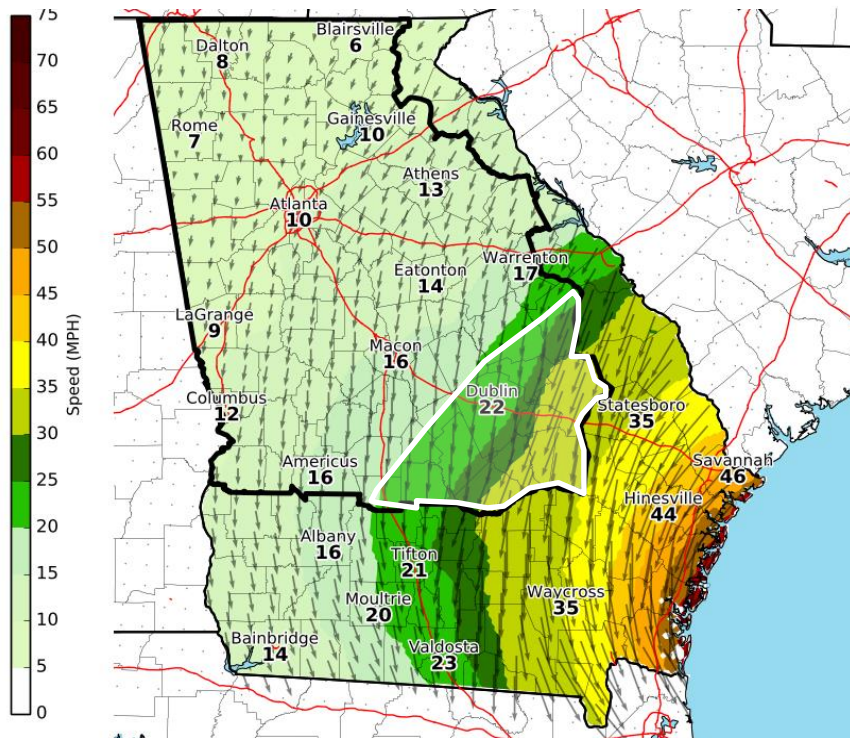 75
70
65
60
55
50
45
40
35
30
25
20
15
10
5
0
Speed (MPH)
Blairsville
6
Dalton
8
Rome
7
Gainesville
10
Athens
13
Atlanta
10
Warrenton
17
Eatonton
14
LaGrange
9
Macon
16
Columbus
12
Dublin
22
Statesboro
35
Americus
16
Savannah
46
Hinesville
44
Albany
16
Tifton
21
Moultrie
20
Waycross
35
Bainbridge
14
Valdosta
23